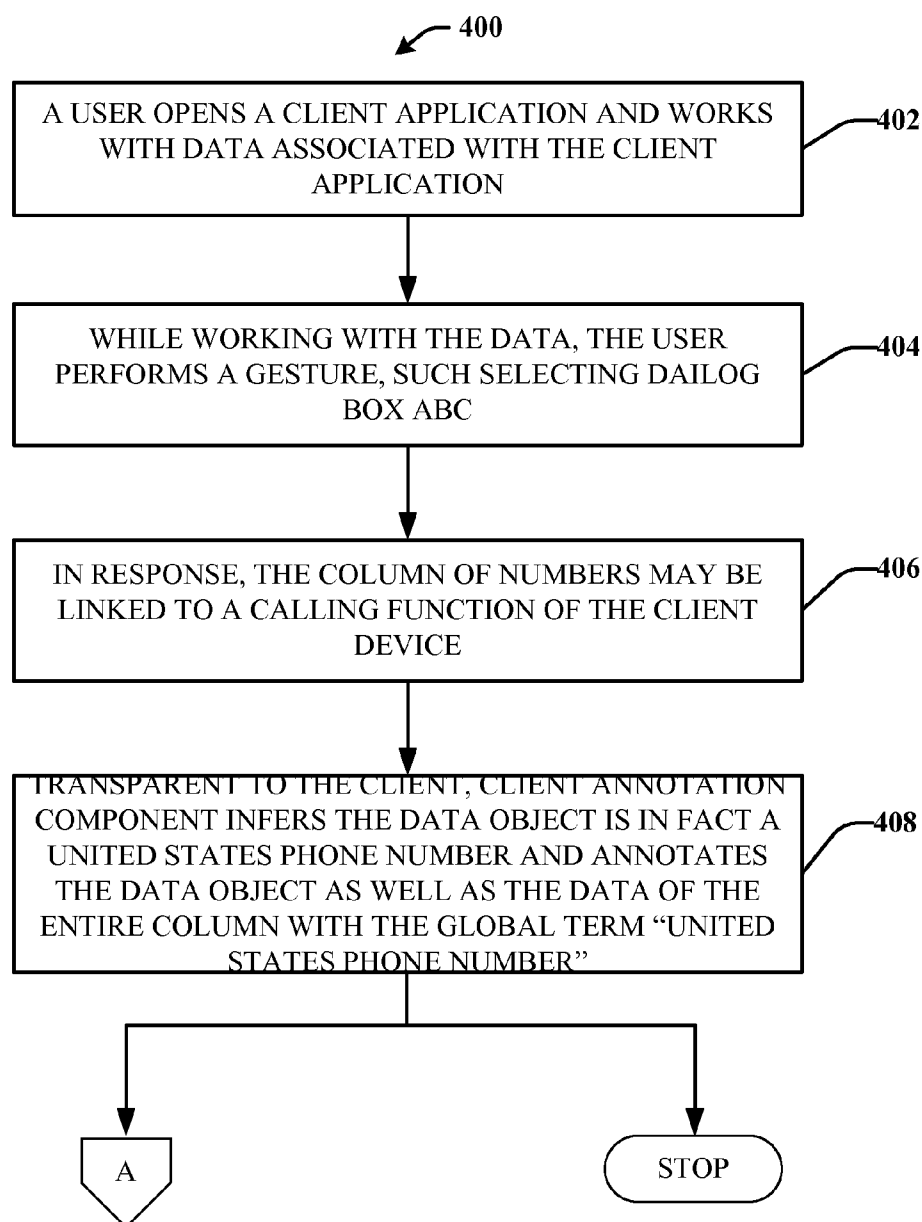 400
A USER OPENS A CLIENT APPLICATION AND WORKS
WITH DATA ASSOCIATED WITH THE CLIENT
APPLICATION
402
WHILE WORKING WITH THE DATA, THE USER
PERFORMS A GESTURE, SUCH SELECTING DAILOG
BOX ABC
404
IN RESPONSE, THE COLUMN OF NUMBERS MAY BE
LINKED TO A CALLING FUNCTION OF THE CLIENT
DEVICE
406
TRANSPARENT TO THE CLIENT, CLIENT ANNOTATION
COMPONENT INFERS THE DATA OBJECT IS IN FACT A
UNITED STATES PHONE NUMBER AND ANNOTATES
THE DATA OBJECT AS WELL AS THE DATA OF THE
ENTIRE COLUMN WITH THE GLOBAL TERM “UNITED
STATES PHONE NUMBER”
408
A
STOP